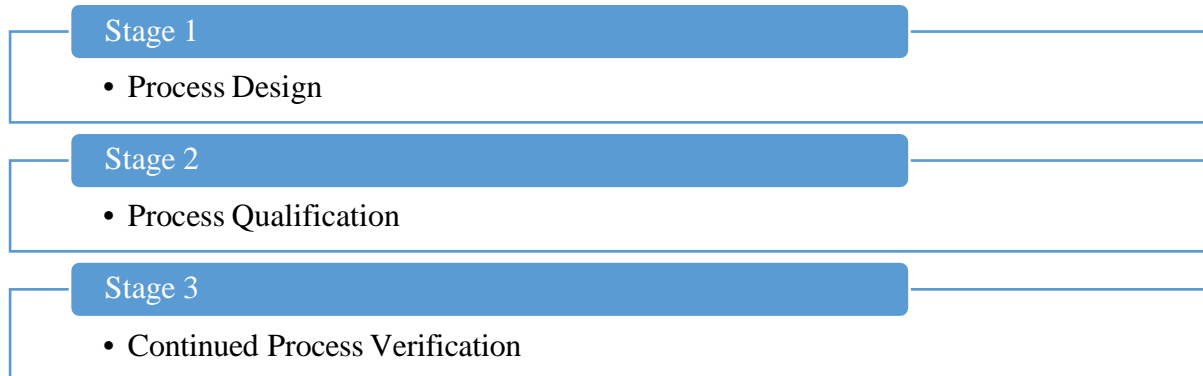 Stage 1
• Process Design
Stage 2
• Process Qualification
Stage 3
• Continued Process Verification